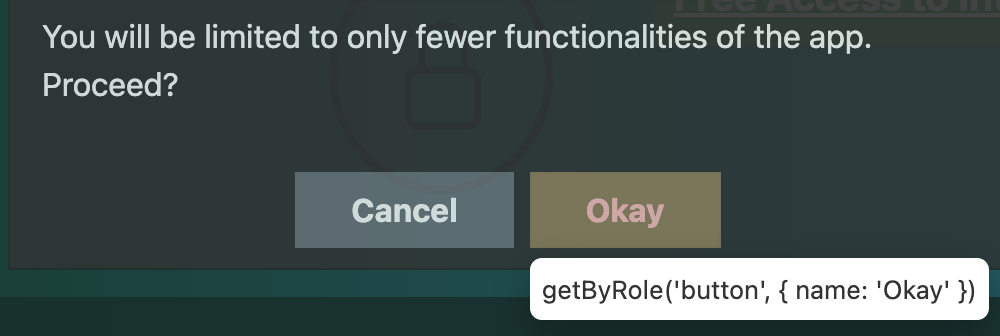 Free Access to
You will be limited to only fewer functionalities of the app.
Proceed?
Cancel
Okay
getByRole('button', { name: 'Okay' })